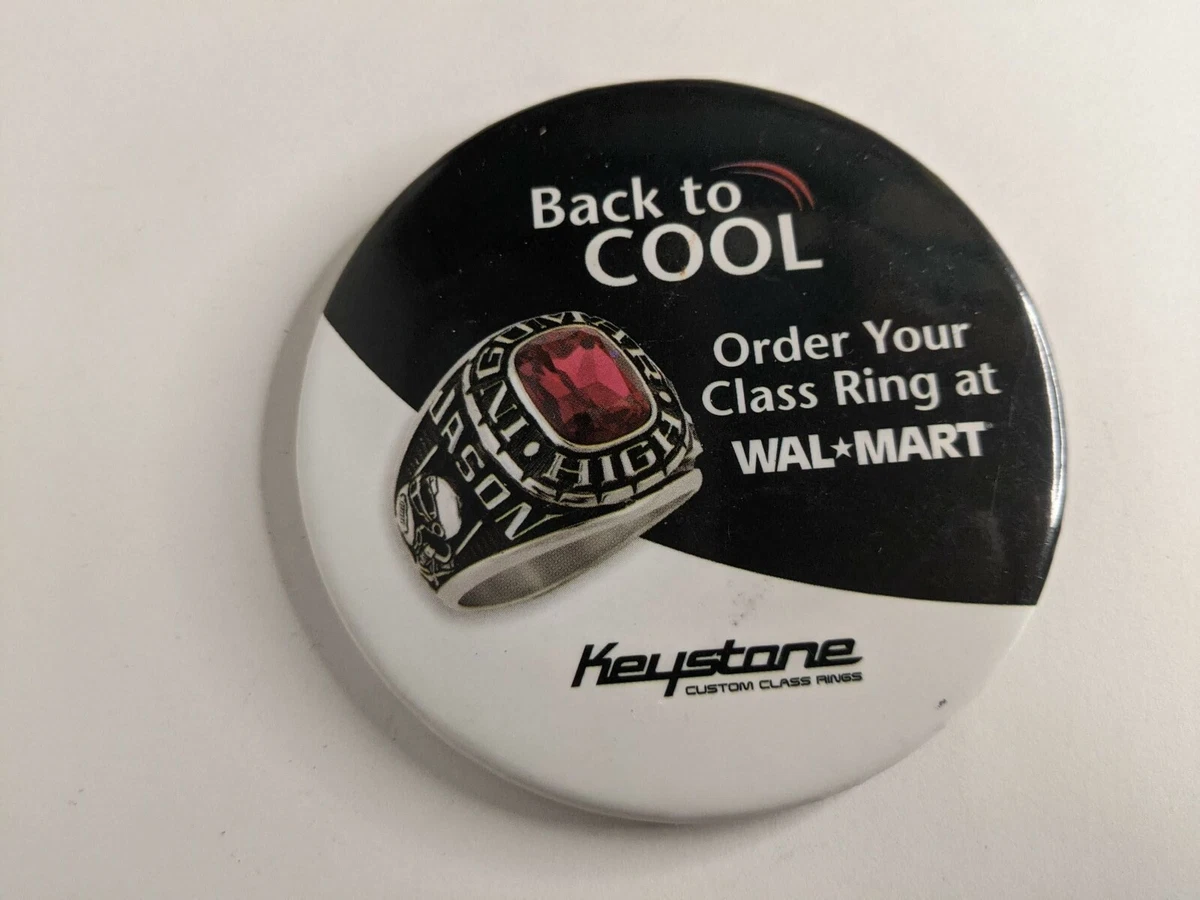 Back to
COOL
Order Your
Class Ring at
WAL★MART
HIGH
JASON
Keystone
CUSTOM CLASS RINGS